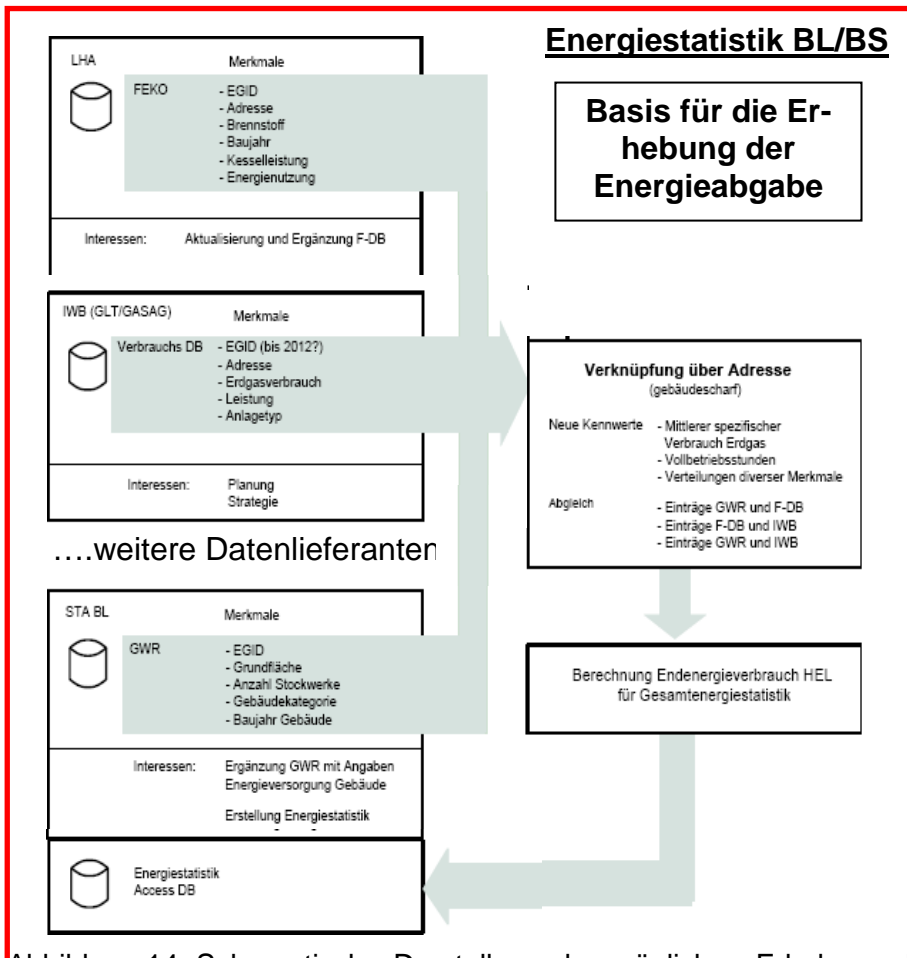 Energiestatistik BL/BS
Basis für die Er-
hebung der
Energieabgabe
LHA
Merkmale
FEKO
- EGID
- Adresse
- Brennstoff
- Baujahr
- Kesselleistung
- Energienutzung
Interessen: Aktualisierung und Ergänzung F-DB
IWB (GLT/GASAG)
Merkmale
Verbrauchs DB
- EGID (bis 2012?)
- Adresse
- Erdgasverbrauch
- Leistung
- Anlagetyp
Interessen: Planung
Strategie
....weitere Datenlieferanten
STA BL
Merkmale
GWR
- EGID
- Grundfläche
- Anzahl Stockwerke
- Gebäudekategorie
- Baujahr Gebäude
Interessen: Ergänzung GWR mit Angaben
Energieversorgung Gebäude
Erstellung Energiestatistik
Energiestatistik
Access DB
Verknüpfung über Adresse
(gebäudescharf)
Neue Kennwerte - Mittlerer spezifischer
Verbrauch Erdgas
- Vollbetriebsstunden
- Verteilungen diverser Merkmale
Abgleich - Einträge GWR und F-DB
- Einträge F-DB und IWB
- Einträge GWR und IWB
Berechnung Endenergieverbrauch HEL
für Gesamtenergiestatistik